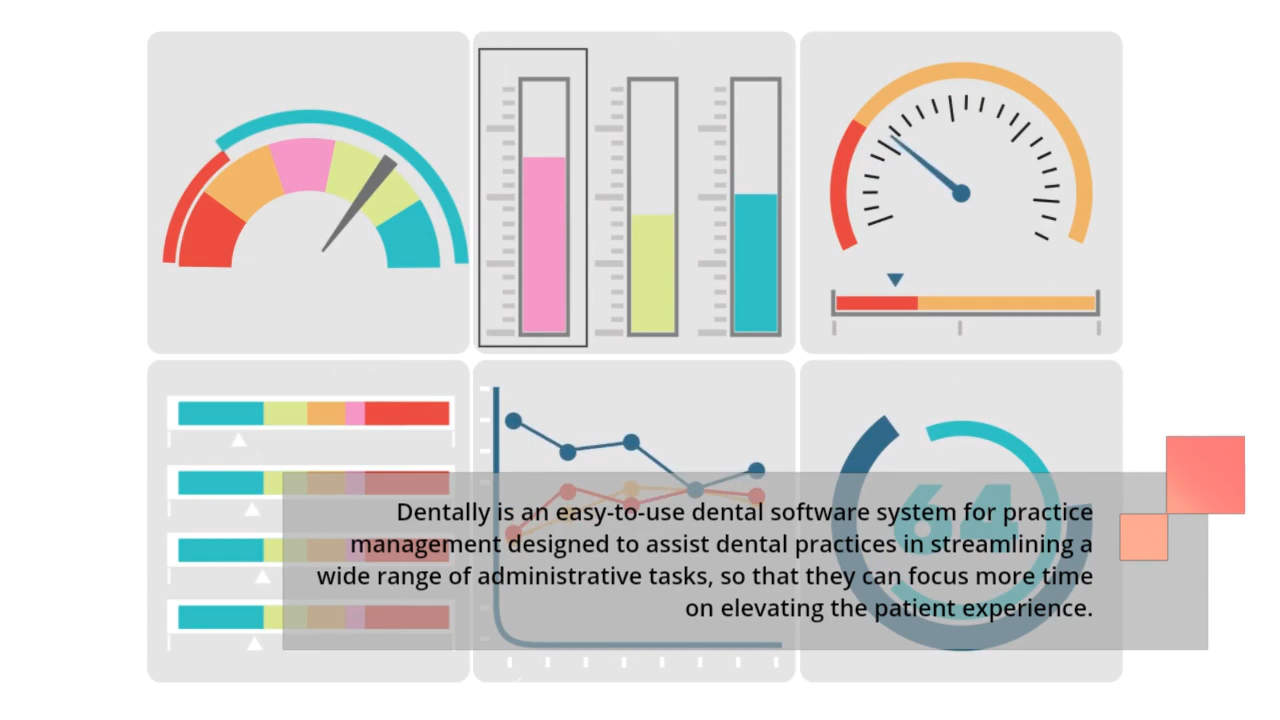 64
Dentally is an easy-to-use dental software system for practice
management designed to assist dental practices in streamlining a
wide range of administrative tasks, so that they can focus more time
on elevating the patient experience.